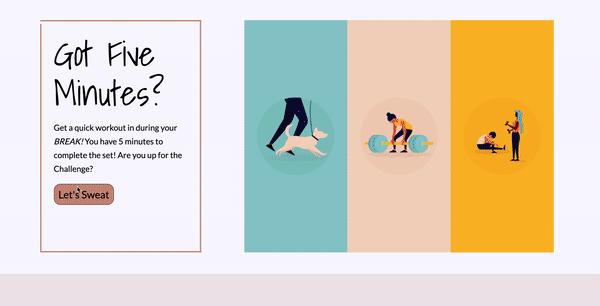 Got Five
Minutes?
Get a quick workout in during your
BREAK! You have 5 minutes to
complete the set! Are you up for the
Challenge?
Let's Sweat